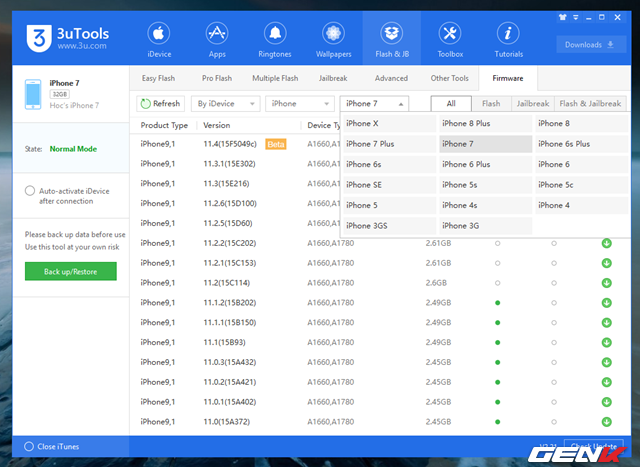 3 3uTools
www.3u.com
iDevice Apps Ringtones Wallpapers Flash & JB Toolbox Tutorials
Downloads
iPhone 7
32GB
Hoc's iPhone 7
State: Normal Mode
Auto-activate iDevice
after connection
Please back up data before use
Use this tool at your own risk
Back up/Restore
Easy Flash Pro Flash Multiple Flash Jailbreak Advanced Other Tools Firmware
Refresh By iDevice iPhone iPhone 7 All Flash Jailbreak Flash & Jailbreak
Product Type Version Device Ty
iPhone X iPhone 8 Plus iPhone 8
iPhone 7 Plus iPhone 7 iPhone 6s Plus
iPhone 6s iPhone 6 Plus iPhone 6
iPhone SE iPhone 5s iPhone 5c
iPhone 5 iPhone 4s iPhone 4
iPhone 3GS iPhone 3G
iPhone9,1 11.4(15F5049c) Beta A1660,A1
iPhone9,1 11.3.1(15E302) A1660,A1
iPhone9,1 11.3(15E216) A1660,A1
iPhone9,1 11.2.6(15D100) A1660,A1
iPhone9,1 11.2.5(15D60) A1660,A1
iPhone9,1 11.2.2(15C202) A1660,A1780 2.61GB
iPhone9,1 11.2.1(15C153) A1660,A1780 2.61GB
iPhone9,1 11.2(15C114) A1660,A1780 2.6GB
iPhone9,1 11.1.2(15B202) A1660,A1780 2.49GB
iPhone9,1 11.1.1(15B150) A1660,A1780 2.49GB
iPhone9,1 11.1(15B93) A1660,A1780 2.49GB
iPhone9,1 11.0.3(15A432) A1660,A1780 2.45GB
iPhone9,1 11.0.2(15A421) A1660,A1780 2.45GB
iPhone9,1 11.0.1(15A402) A1660,A1780 2.45GB
iPhone9,1 11.0(15A372) A1660,A1780 2.45GB
Close iTunes
Check Update
GENK